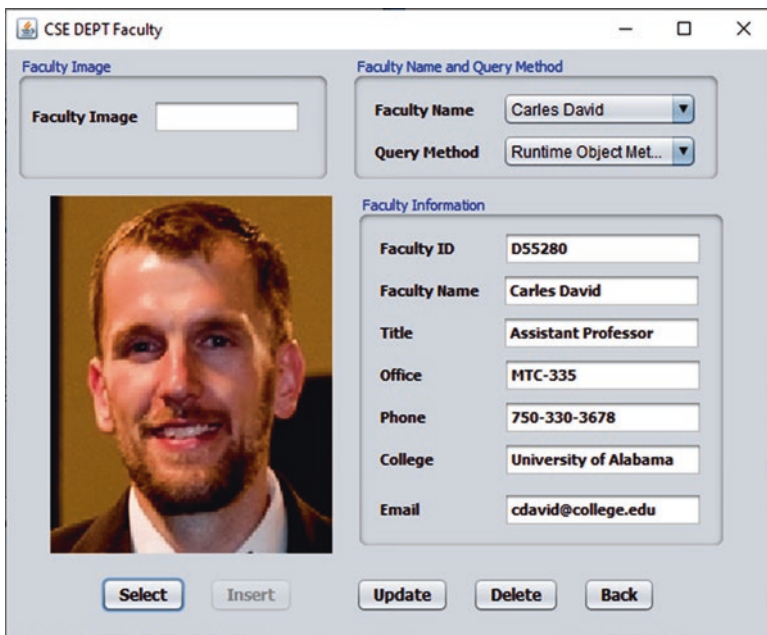 CSE DEPT Faculty
Faculty Image
Faculty Image
Faculty Name and Query Method
Faculty Name Carles David
Query Method Runtime Object Met...
Faculty Information
Faculty ID D55280
Faculty Name Carles David
Title Assistant Professor
Office MTC-335
Phone 750-330-3678
College University of Alabama
Email cdavid@college.edu
Select Insert Update Delete Back